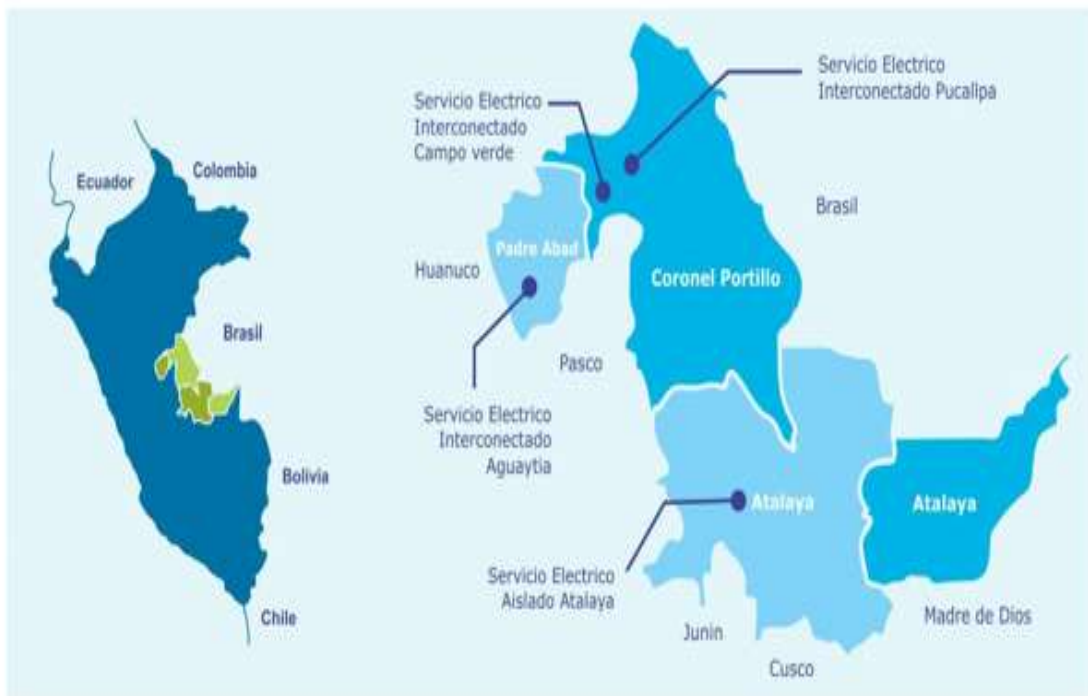 Ecuador
Colombia
Brasil
Bolivia
Chile
Servicio Electrico
Interconectado
Campo verde
Servicio Electrico
Interconectado Pucallpa
Brasil
Padre Abad
Huanuco
Coronel Portillo
Pasco
Servicio Electrico
Interconectado
Aguaytia
Atalaya
Atalaya
Servicio Electrico
Aislado Atalaya
Junin
Cusco
Madre de Dios